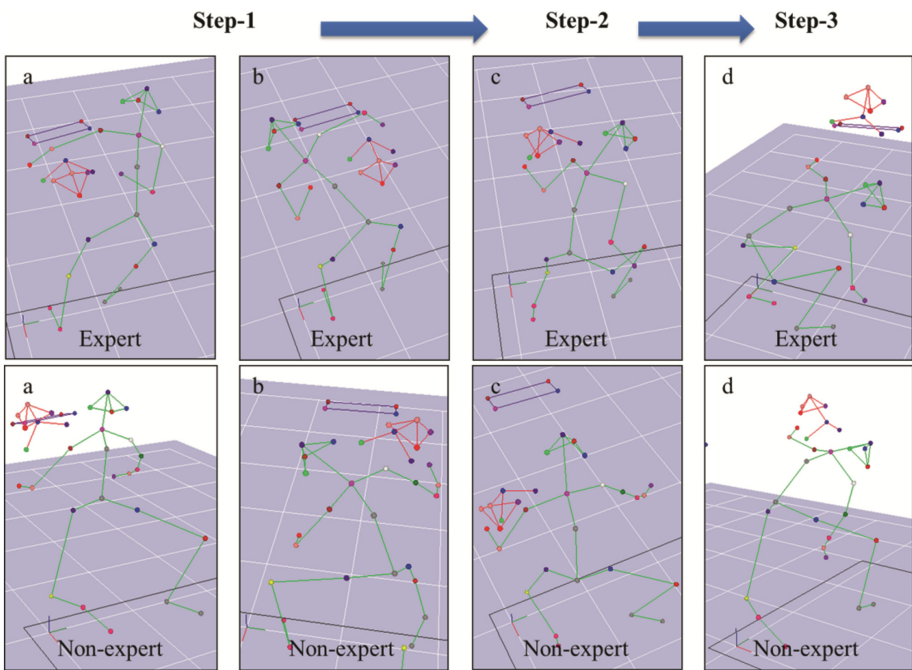 Step-1 Step-2 Step-3
a b c d
Expert Expert Expert Expert
a b c d
Non-expert Non-expert Non-expert Non-expert